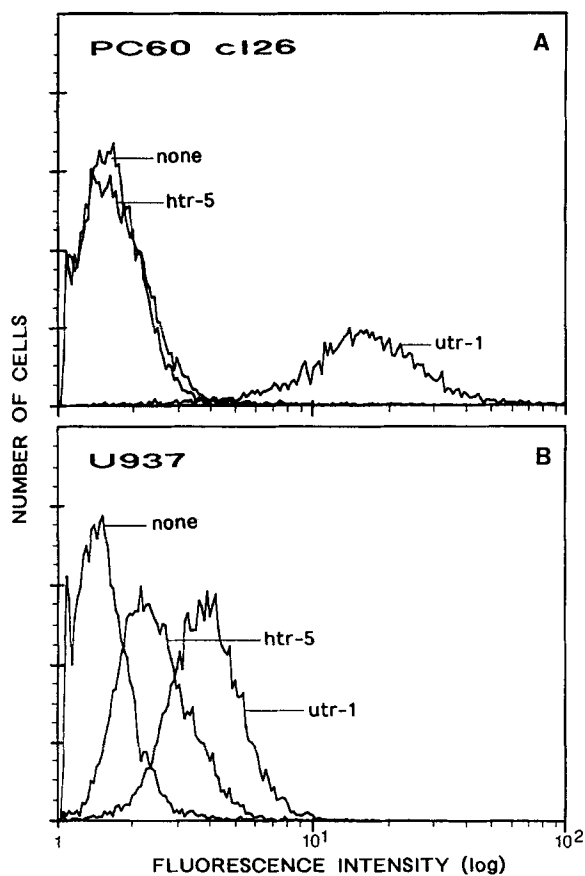 PC60 cl26
A
none
htr-5
utr-1
U937
B
none
htr-5
utr-1
NUMBER OF CELLS
1
10¹
10²
FLUORESCENCE INTENSITY (log)